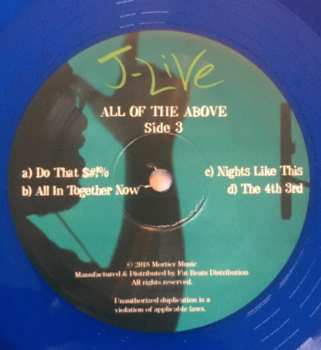 J-LiVe
ALL OF THE ABOVE
Side 3
a) Do That $#!%
b) All In Together Now
c) Nights Like This
d) The 4th 3rd
© 2018 Mortier Music
Manufactured & Distributed by Fat Beats Distribution
All rights reserved.
Unauthorized duplication is a
violation of applicable laws.